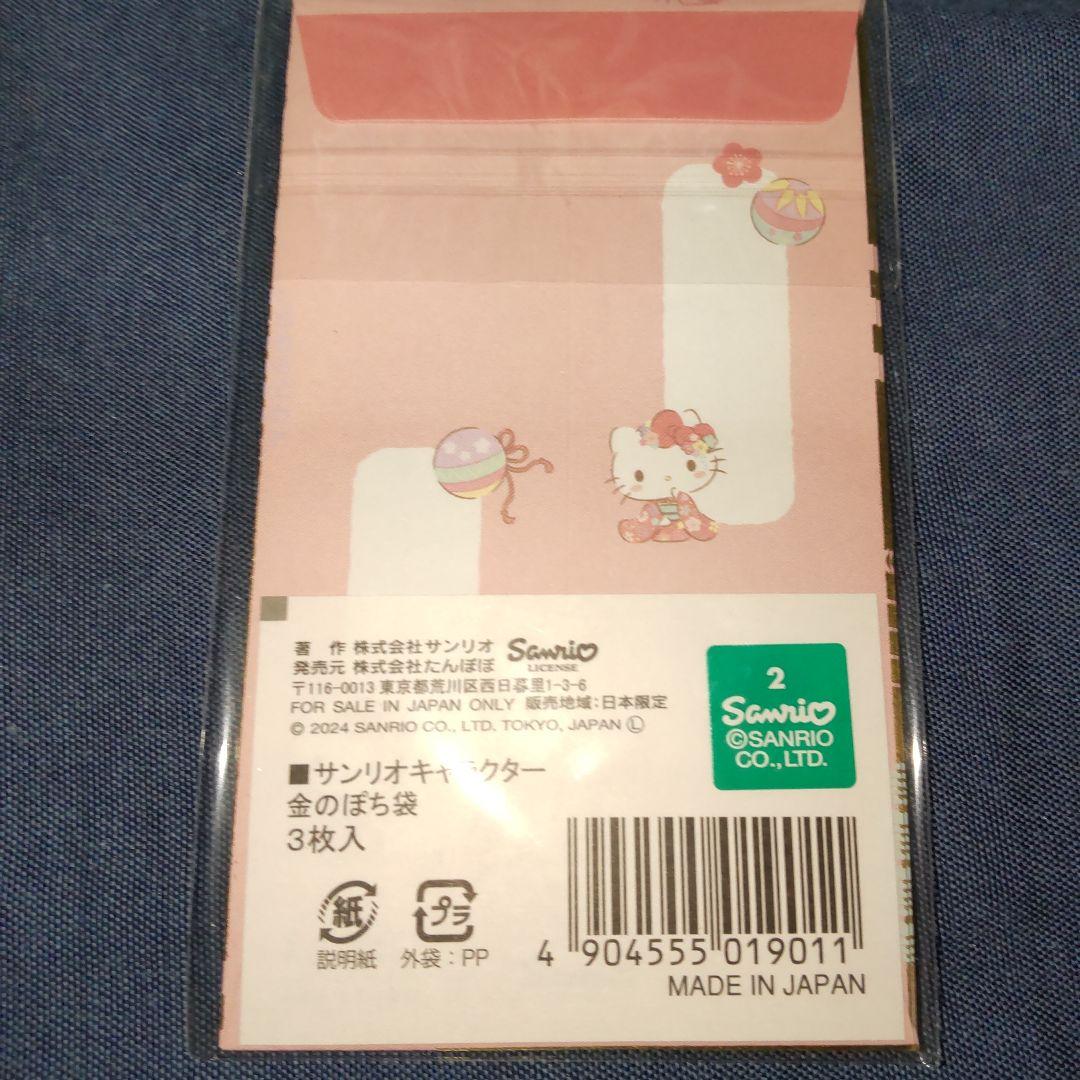 著 作 株式会社サンリオ
発売元 株式会社たんぽぽ
Sanrio
LICENSE
〒116-0013 東京都荒川区西日暮里1-3-6
FOR SALE IN JAPAN ONLY 販売地域:日本限定
© 2024 SANRIO CO., LTD. TOKYO, JAPAN Ⓛ
2
Sanrio
©SANRIO
CO.,LTD.
■サンリオキャラクター
金のぽち袋
3枚入
紙
説明紙
プラ
外袋:PP
4 904555 019011
MADE IN JAPAN